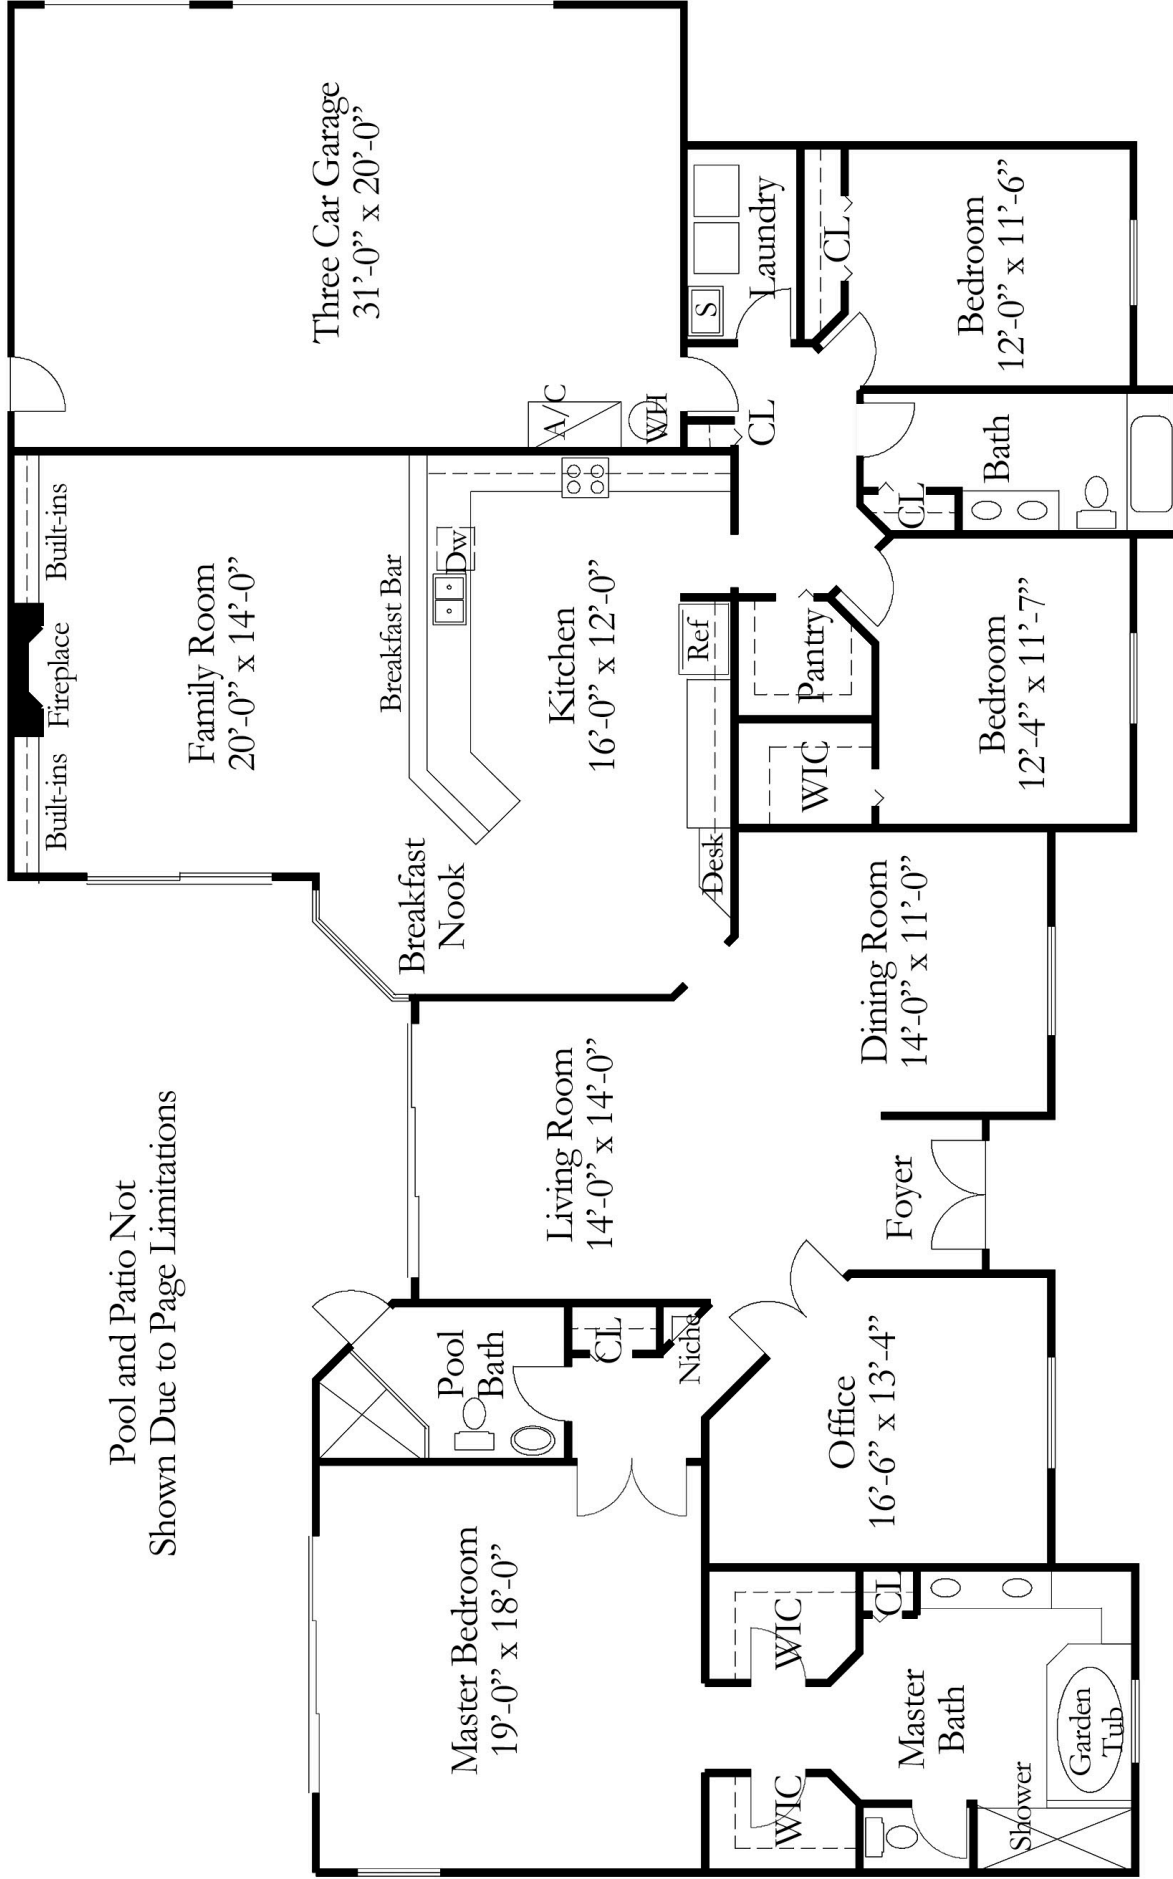 Pool and Patio Not
Shown Due to Page Limitations
Built-ins
Fireplace
Built-ins
Family Room
20'-0” x 14'-0”
Three Car Garage
31'-0” x 20'-0”
Breakfast Bar
Breakfast
Nook
Dw
A/C
WH
Kitchen
16'-0” x 12'-0”
Ref
Desk
Living Room
14'-0” x 14'-0”
Pool
Bath
CL
Niche
Master Bedroom
19'-0” x 18'-0”
S
Laundry
CL
CL
Pantry
WIC
Bedroom
12'-0” x 11'-6”
Bath
CL
Bedroom
12'-4” x 11'-7”
Dining Room
14'-0” x 11'-0”
Foyer
Office
16'-6” x 13'-4”
WIC
WIC
CL
Master
Bath
Shower
Garden
Tub